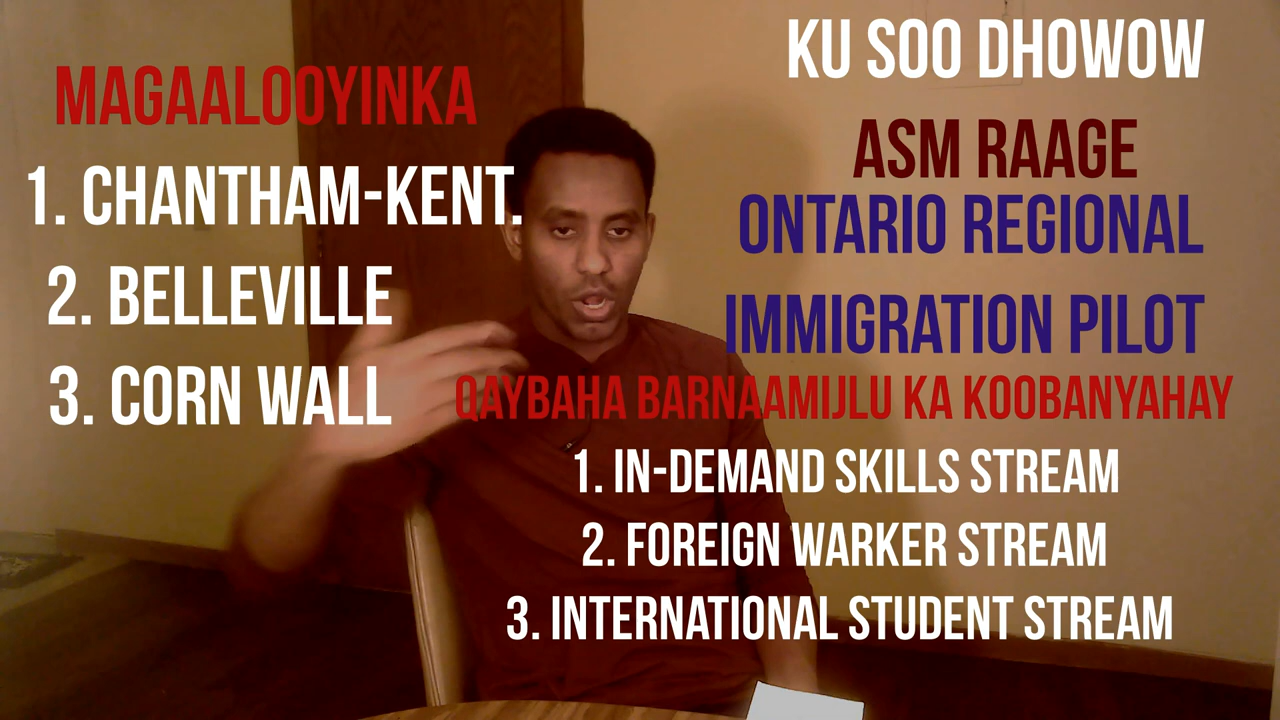 MAGAALOOYINKA
1. CHANTHAM-KENT.
2. BELLEVILLE
3. CORN WALL
KU SOO DHOWOW
ASM RAAGE
ONTARIO REGIONAL
IMMIGRATION PILOT
QAYBAHA BARNAAMIJLU KA KOOBANYAHAY
1. IN-DEMAND SKILLS STREAM
2. FOREIGN WARKER STREAM
3. INTERNATIONAL STUDENT STREAM